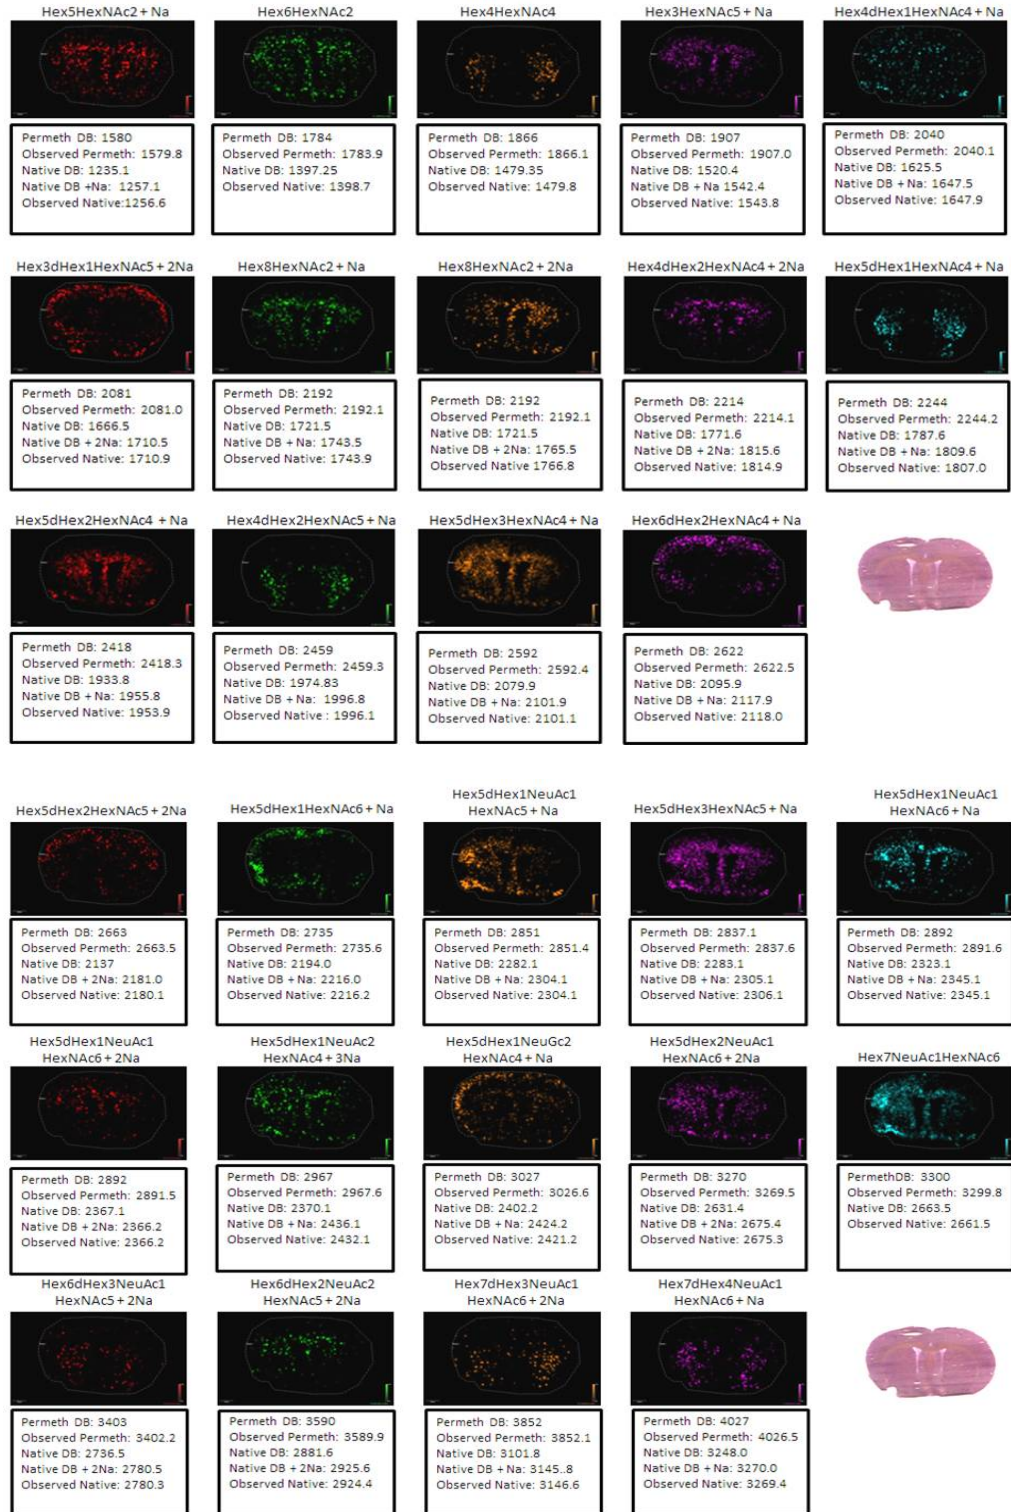 Hex5HexNAc2 + Na
Hex6HexNAc2
Hex4HexNAc4
Hex3HexNAc5 + Na
Hex4dHex1HexNAc4 + Na
Permeth DB: 1580
Observed Permeth: 1579.8
Native DB: 1235.1
Native DB +Na: 1257.1
Observed Native:1256.6
Permeth DB: 1784
Observed Permeth: 1783.9
Native DB: 1397.25
Observed Native: 1398.7
Permeth DB: 1866
Observed Permeth: 1866.1
Native DB: 1479.35
Observed Native: 1479.8
Permeth DB: 1907
Observed Permeth: 1907.0
Native DB: 1520.4
Native DB + Na 1542.4
Observed Native: 1543.8
Permeth DB: 2040
Observed Permeth: 2040.1
Native DB: 1625.5
Native DB + Na: 1647.5
Observed Native: 1647.9
Hex3dHex1HexNAc5 + 2Na
Hex8HexNAc2 + Na
Hex8HexNAc2 + 2Na
Hex4dHex2HexNAc4 + 2Na
Hex5dHex1HexNAc4 + Na
Permeth DB: 2081
Observed Permeth: 2081.0
Native DB: 1666.5
Native DB + 2Na: 1710.5
Observed Native: 1710.9
Permeth DB: 2192
Observed Permeth: 2192.1
Native DB: 1721.5
Native DB + Na: 1743.5
Observed Native: 1743.9
Permeth DB: 2192
Observed Permeth: 2192.1
Native DB: 1721.5
Native DB + 2Na: 1765.5
Observed Native 1766.8
Permeth DB: 2214
Observed Permeth: 2214.1
Native DB: 1771.6
Native DB + 2Na: 1815.6
Observed Native: 1814.9
Permeth DB: 2244
Observed Permeth: 2244.2
Native DB: 1787.6
Native DB + Na: 1809.6
Observed Native: 1807.0
Hex5dHex2HexNAc4 + Na
Hex4dHex2HexNAc5 + Na
Hex5dHex3HexNAc4 + Na
Hex6dHex2HexNAc4 + Na
Permeth DB: 2418
Observed Permeth: 2418.3
Native DB: 1933.8
Native DB + Na: 1955.8
Observed Native: 1953.9
Permeth DB: 2459
Observed Permeth: 2459.3
Native DB: 1974.83
Native DB + Na: 1996.8
Observed Native : 1996.1
Permeth DB: 2592
Observed Permeth: 2592.4
Native DB: 2079.9
Native DB + Na: 2101.9
Observed Native: 2101.1
Permeth DB: 2622
Observed Permeth: 2622.5
Native DB: 2095.9
Native DB + Na: 2117.9
Observed Native: 2118.0
Hex5dHex2HexNAc5 + 2Na
Hex5dHex1HexNAc6 + Na
Hex5dHex1NeuAc1
HexNAc5 + Na
Hex5dHex3HexNAc5 + Na
Hex5dHex1NeuAc1
HexNAc6 + Na
Permeth DB: 2663
Observed Permeth: 2663.5
Native DB: 2137
Native DB + 2Na: 2181.0
Observed Native: 2180.1
Permeth DB: 2735
Observed Permeth: 2735.6
Native DB: 2194.0
Native DB + Na: 2216.0
Observed Native: 2216.2
Permeth DB: 2851
Observed Permeth: 2851.4
Native DB: 2282.1
Native DB + Na: 2304.1
Observed Native: 2304.1
Permeth DB: 2837.1
Observed Permeth: 2837.6
Native DB: 2283.1
Native DB + Na: 2305.1
Observed Native: 2306.1
Permeth DB: 2892
Observed Permeth: 2891.6
Native DB: 2323.1
Native DB + Na: 2345.1
Observed Native: 2345.1
Hex5dHex1NeuAc1
HexNAc6 + 2Na
Hex5dHex1NeuAc2
HexNAc4 + 3Na
Hex5dHex1NeuGc2
HexNAc4 + Na
Hex5dHex2NeuAc1
HexNAc6 + 2Na
Hex7NeuAc1HexNAc6
Permeth DB: 2892
Observed Permeth: 2891.5
Native DB: 2367.1
Native DB + 2Na: 2366.2
Observed Native: 2366.2
Permeth DB: 2967
Observed Permeth: 2967.6
Native DB: 2370.1
Native DB + Na: 2436.1
Observed Native: 2432.1
Permeth DB: 3027
Observed Permeth: 3026.6
Native DB: 2402.2
Native DB + Na: 2424.2
Observed Native: 2421.2
Permeth DB: 3270
Observed Permeth: 3269.5
Native DB: 2631.4
Native DB + 2Na: 2675.4
Observed Native: 2675.3
PermethDB: 3300
Observed Permeth: 3299.8
Native DB: 2663.5
Observed Native: 2661.5
Hex6dHex3NeuAc1
HexNAc5 + 2Na
Hex6dHex2NeuAc2
HexNAc5 + 2Na
Hex7dHex3NeuAc1
HexNAc6 + 2Na
Hex7dHex4NeuAc1
HexNAc6 + Na
Permeth DB: 3403
Observed Permeth: 3402.2
Native DB: 2736.5
Native DB + 2Na: 2780.5
Observed Native: 2780.3
Permeth DB: 3590
Observed Permeth: 3589.9
Native DB: 2881.6
Native DB + 2Na: 2925.6
Observed Native: 2924.4
Permeth DB: 3852
Observed Permeth: 3852.1
Native DB: 3101.8
Native DB + Na: 3145..8
Observed Native: 3146.6
Permeth DB: 4027
Observed Permeth: 4026.5
Native DB: 3248.0
Native DB + Na: 3270.0
Observed Native: 3269.4